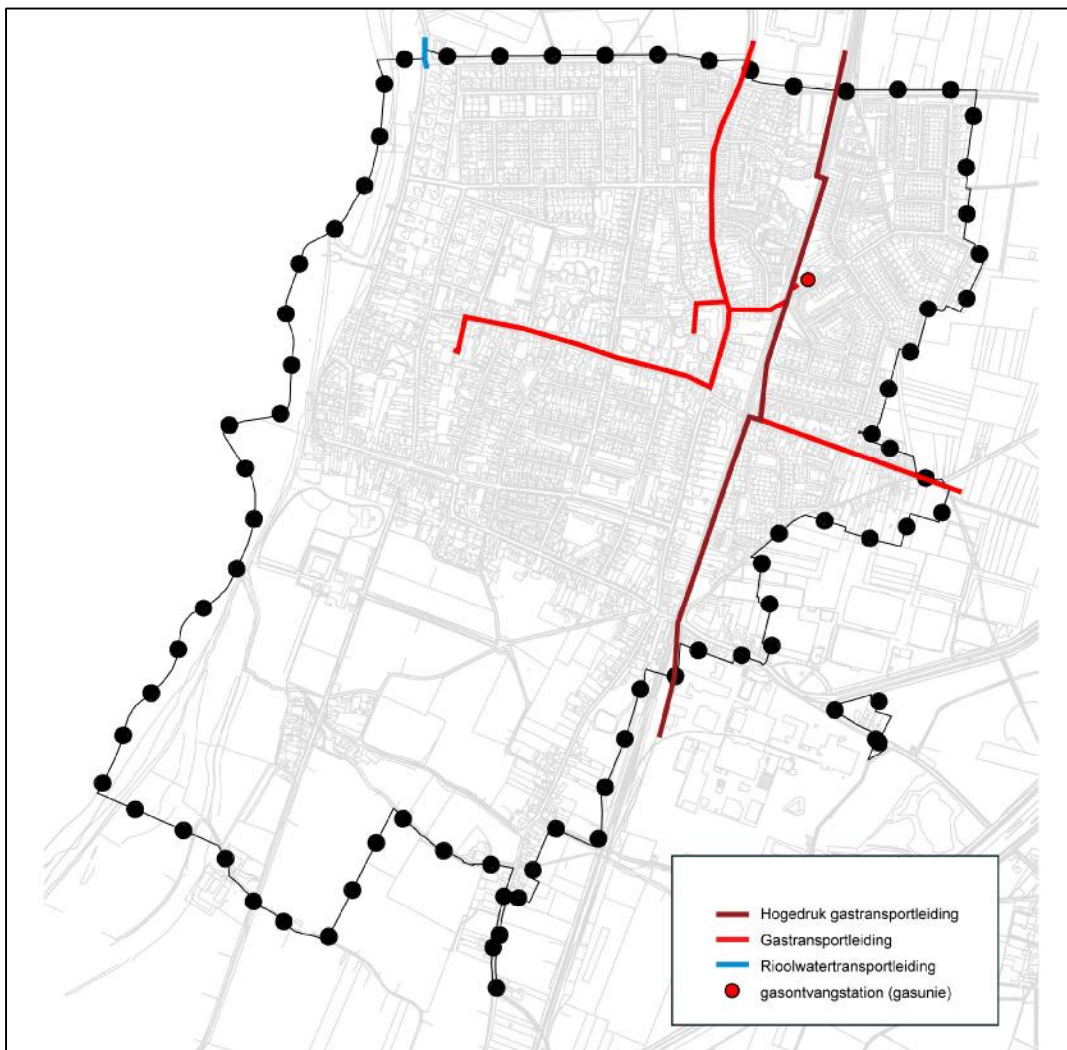 Hogedruk gastransportleiding
Gastransportleiding
Rioolwatertransportleiding
gasontvangstation (gasunie)